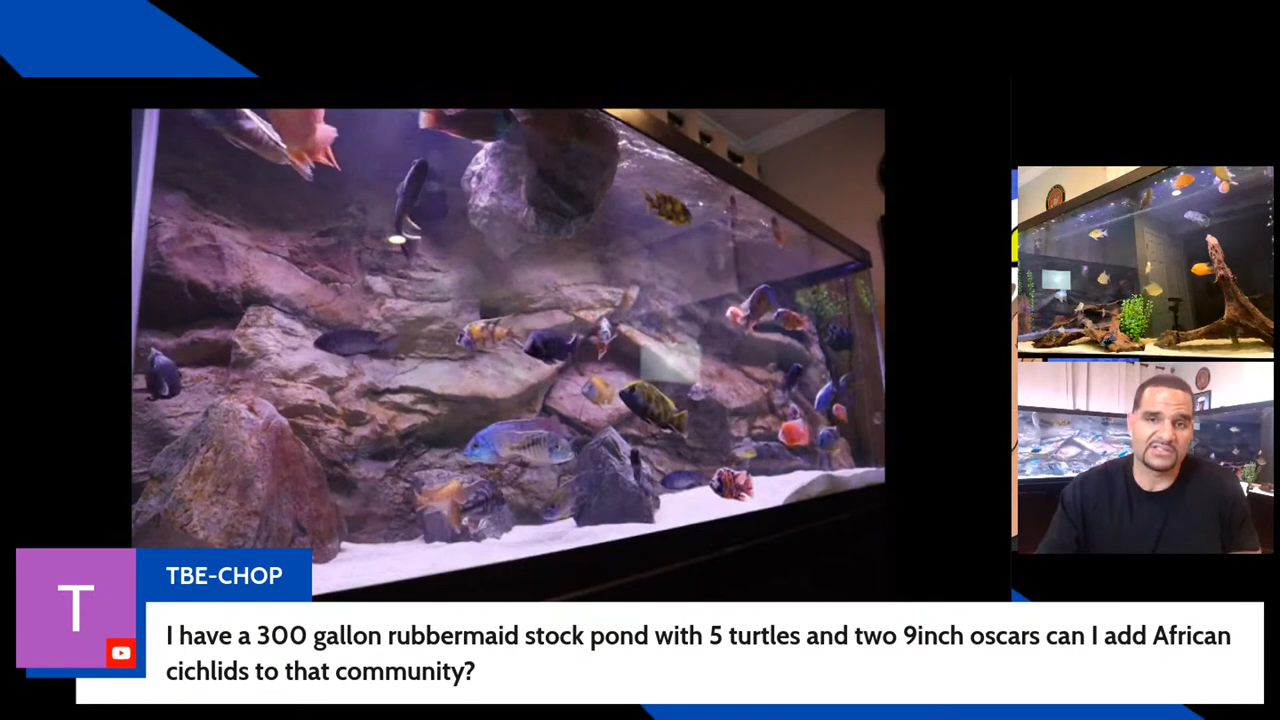 T
TBE-CHOP
I have a 300 gallon rubbermaid stock pond with 5 turtles and two 9inch oscars can I add African
cichlids to that community?